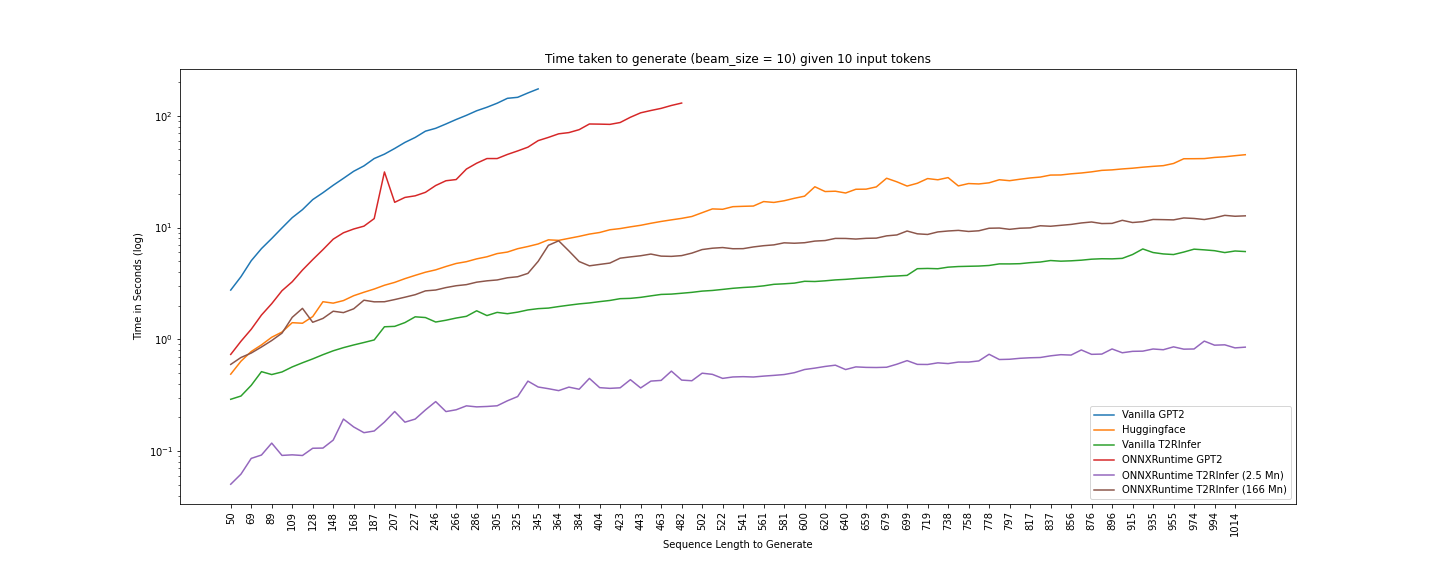 Time taken to generate (beam_size = 10) given 10 input tokens
Time in Seconds (log)
10²
10¹
10⁰
10⁻¹
Vanilla GPT2
Huggingface
Vanilla T2RInfer
ONNXRuntime GPT2
ONNXRuntime T2RInfer (2.5 Mn)
ONNXRuntime T2RInfer (166 Mn)
50 69 89 109 128 148 168 187 207 227 246 266 286 305 325 345 364 384 404 423 443 463 482 502 522 541 561 581 600 620 640 659 679 699 719 738 758 778 797 817 837 856 876 896 915 935 955 974 994 1014
Sequence Length to Generate